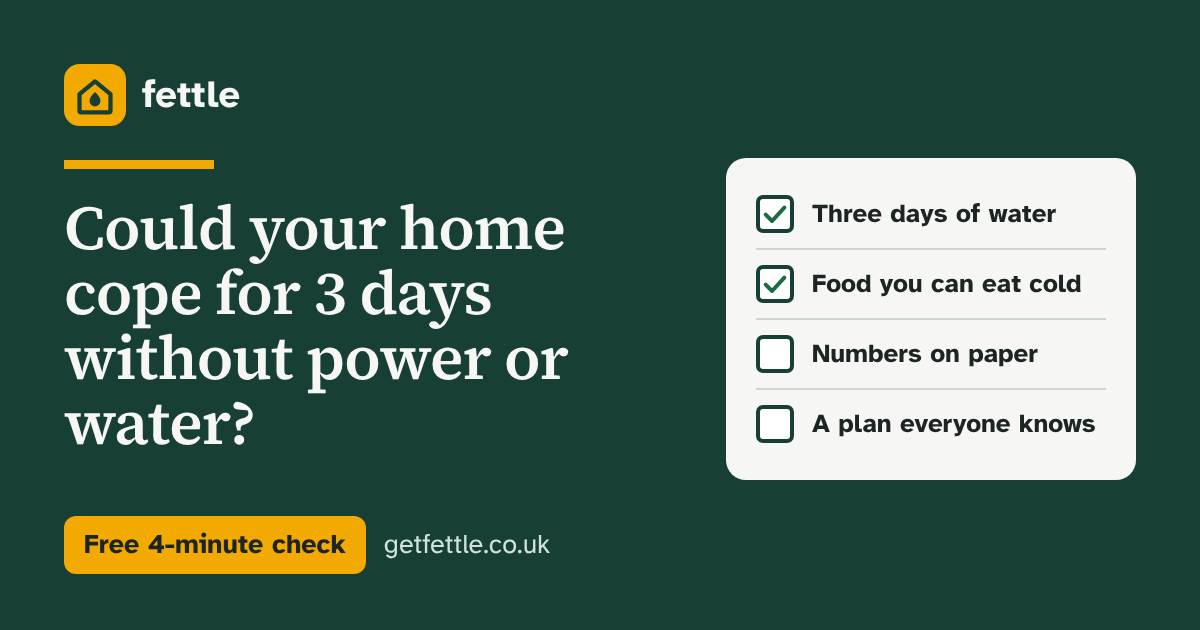 fettle
Could your home
cope for 3 days
without power or
water?
Free 4-minute check
getfettle.co.uk
Three days of water
Food you can eat cold
Numbers on paper
A plan everyone knows